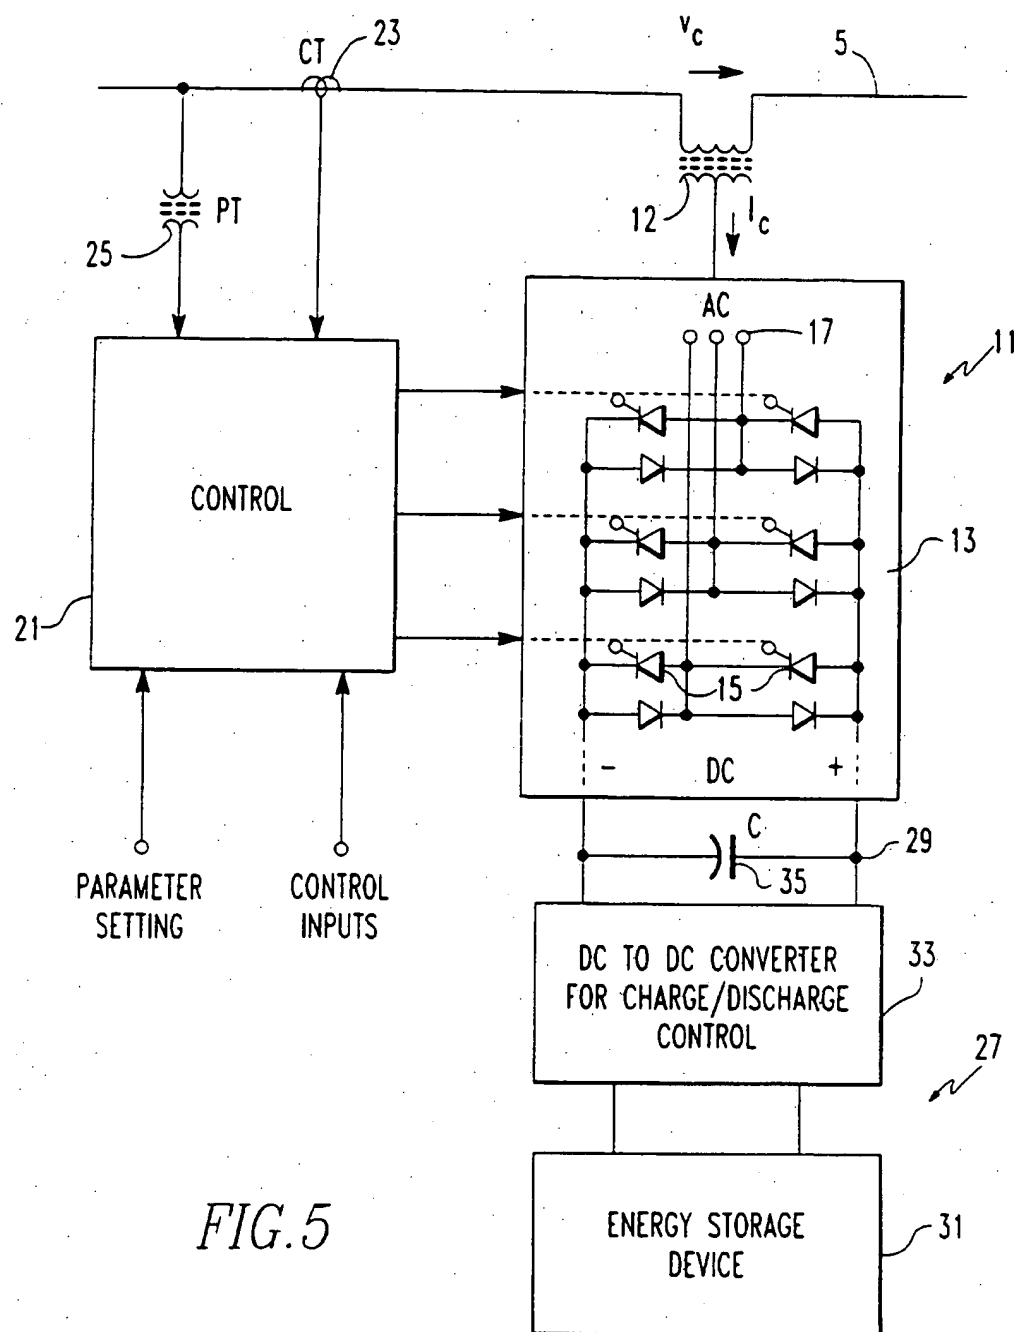 CT
23
v_c
5
PT
25
12
I_c
AC
17
11
CONTROL
13
21
15
-
DC
+
C
29
35
PARAMETER
SETTING
CONTROL
INPUTS
DC TO DC CONVERTER
FOR CHARGE/DISCHARGE
CONTROL
33
27
ENERGY STORAGE
DEVICE
31
FIG.5